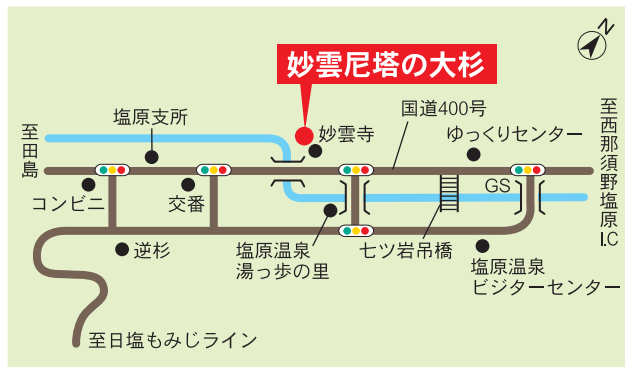 N
妙雲尼塔の大杉
至田島
塩原支所
妙雲寺
国道400号
ゆっくりセンター
至西那須野塩原I.C
コンビニ
交番
GS
逆杉
塩原温泉
湯っ歩の里
七ツ岩吊橋
塩原温泉
ビジターセンター
至日塩もみじライン